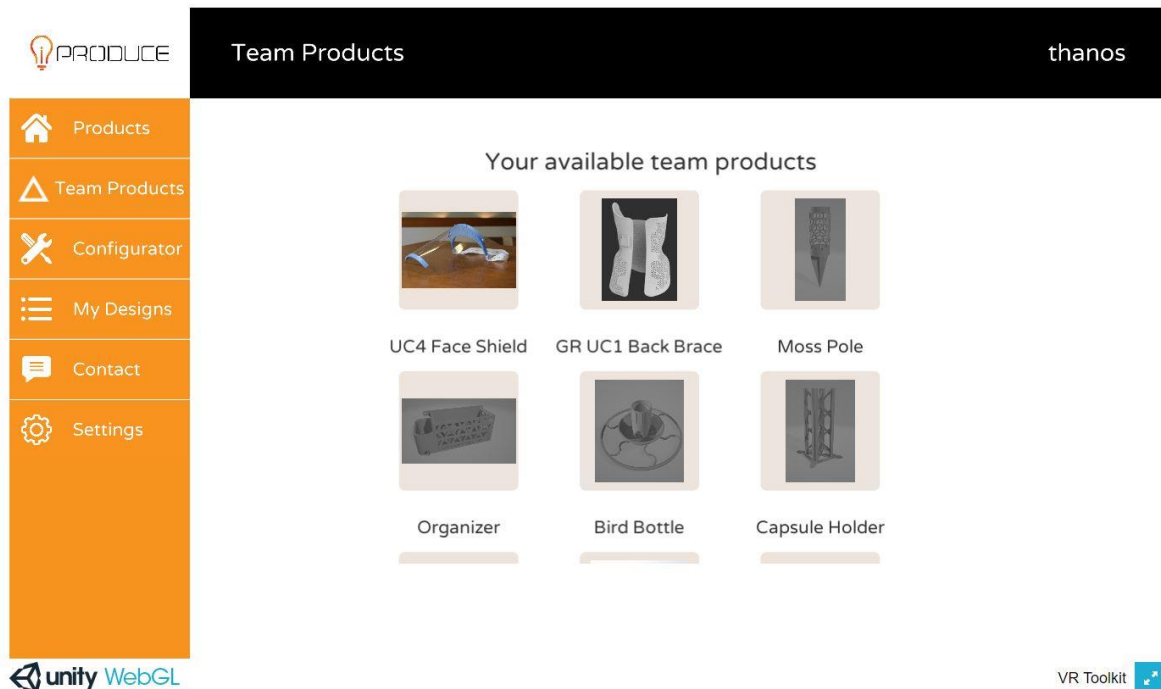 PRODUCE
Team Products
thanos
Products
Team Products
Configurator
My Designs
Contact
Settings
Your available team products
UC4 Face Shield GR UC1 Back Brace Moss Pole
Organizer Bird Bottle Capsule Holder
unity WebGL
VR Toolkit